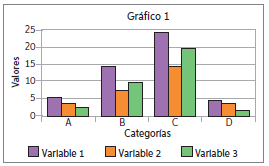 Gráfico 1
25
20
15
10
5
0
Valores
A B C D
Categorías
Variable 1 Variable 2 Variable 3